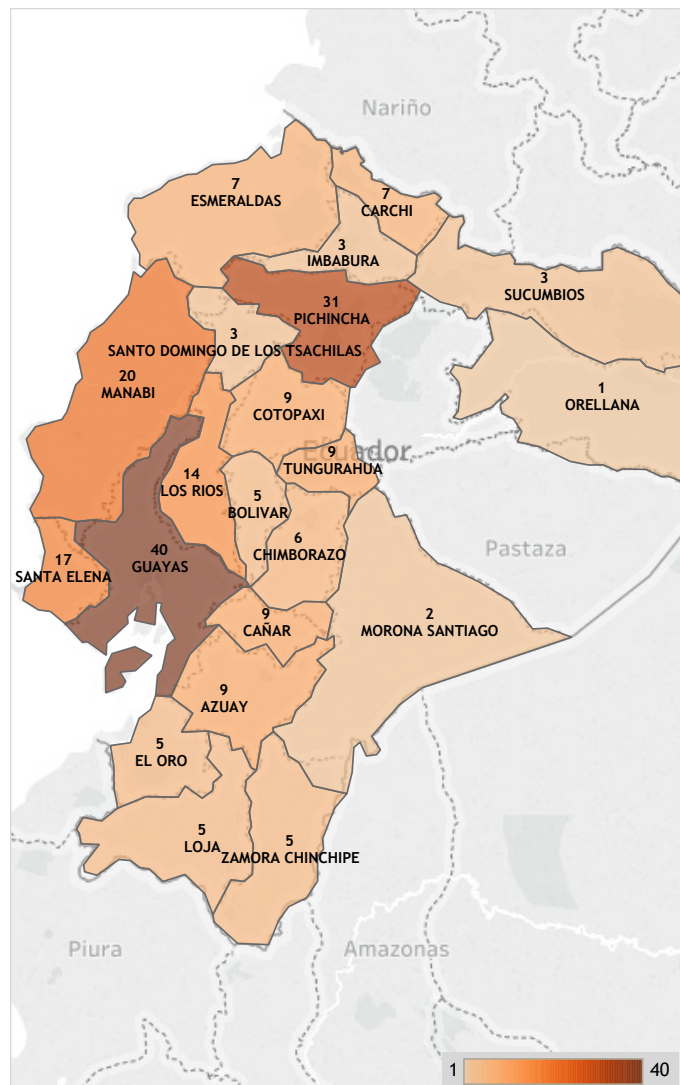 Nariño
7
ESMERALDAS
7
CARCHI
3
IMBABURA
3
SUCUMBIOS
31
PICHINCHA
3
SANTO DOMINGO DE LOS TSACHILAS
20
MANABI
1
ORELLANA
9
COTOPAXI
Ecuador
9
TUNGURAHUA
14
LOS RIOS
5
BOLIVAR
6
CHIMBORAZO
Pastaza
40
GUAYAS
17
SANTA ELENA
9
CAÑAR
2
MORONA SANTIAGO
9
AZUAY
5
EL ORO
5
LOJA
5
ZAMORA CHINCHIPE
Piura
Amazonas
1
40